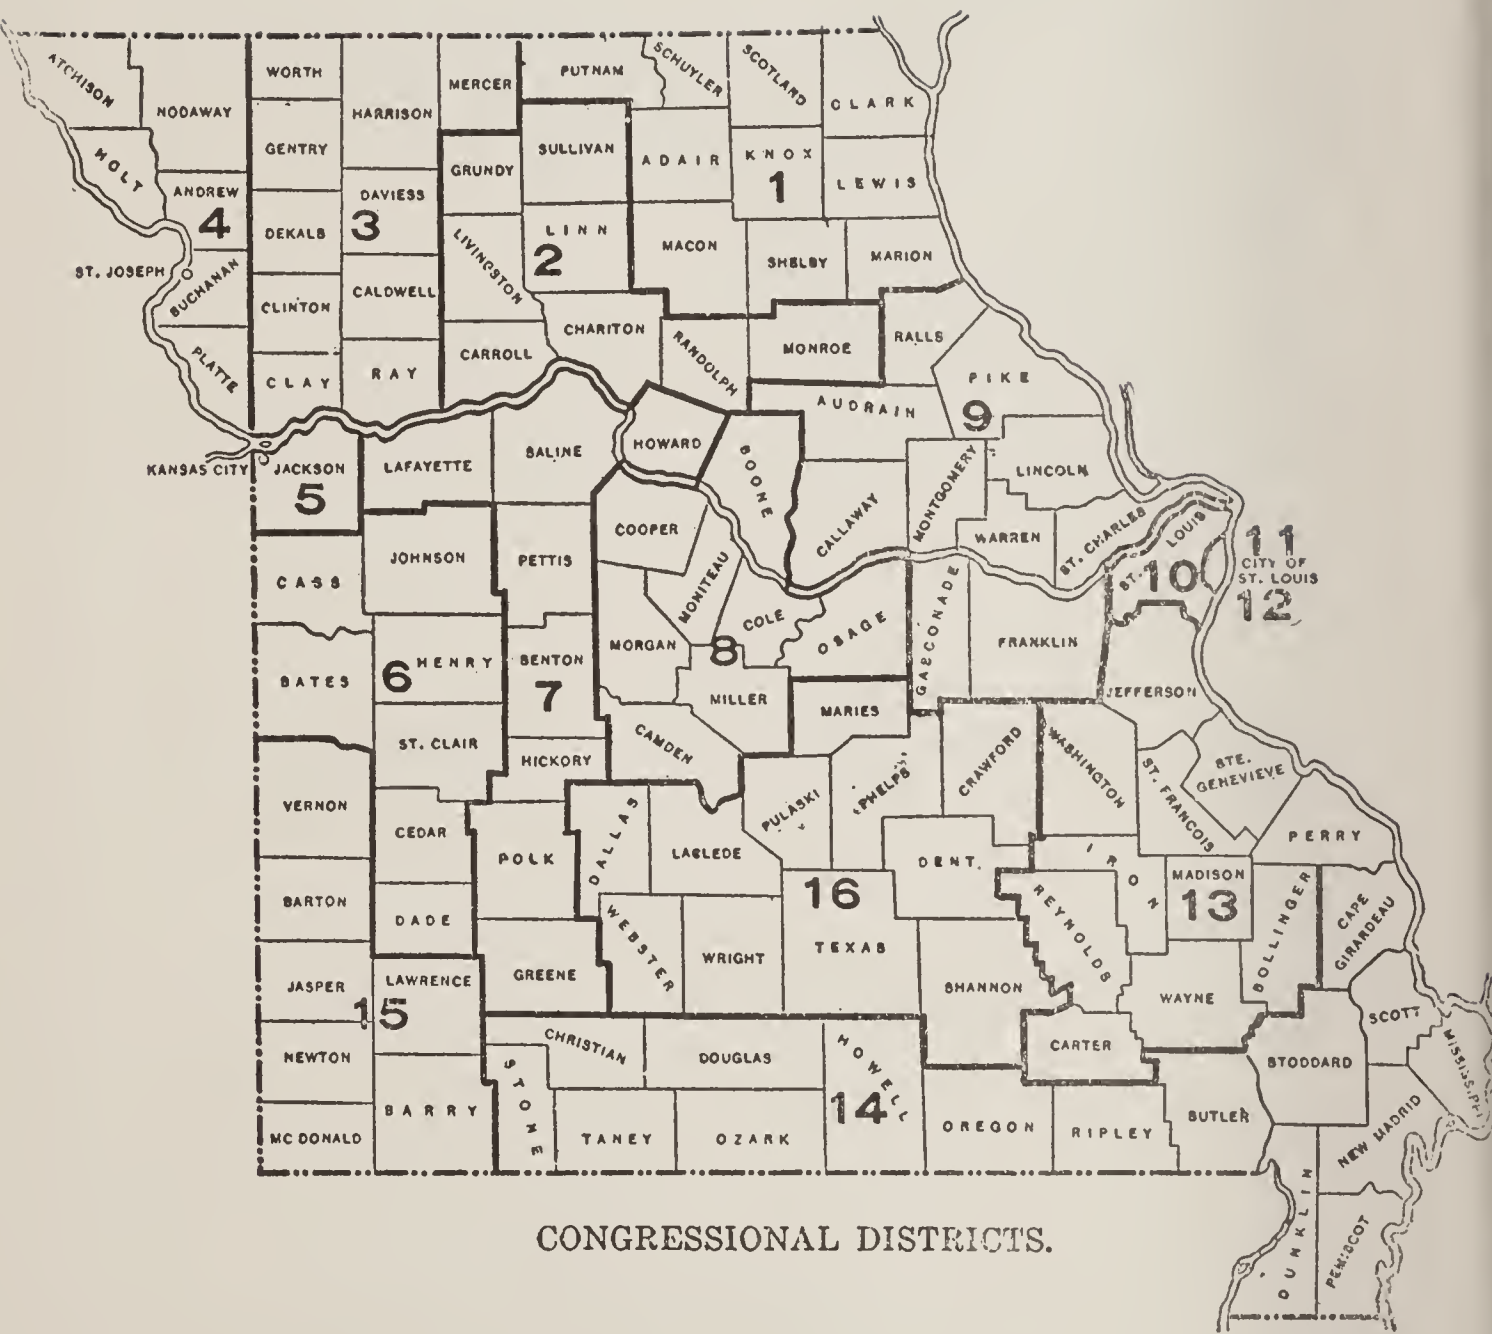 ATCHISON
NODAWAY
WORTH
HARRISON
MERCER
PUTNAM
SCHUYLER
SCOTLAND
CLARK
HOLT
GENTRY
GRUNDY
SULLIVAN
ADAIR
KNOX
1
LEWIS
ANDREW
4
DAVIESS
3
DEKALB
LIVINGSTON
LINN
2
MACON
SHELBY
MARION
ST. JOSEPH
BUCHANAN
CLINTON
CALDWELL
CHARITON
RANDOLPH
MONROE
RALLS
PLATTE
CLAY
RAY
CARROLL
PIKE
9
AUDRAIN
KANSAS CITY
JACKSON
5
LAFAYETTE
SALINE
HOWARD
BOONE
CALLAWAY
MONTGOMERY
LINCOLN
WARREN
ST. CHARLES
ST. LOUIS
10
11
CITY OF
ST. LOUIS
12
COOPER
CASS
JOHNSON
PETTIS
MONITEAU
COLE
OSAGE
GASCONADE
FRANKLIN
MORGAN
8
BATES
6
HENRY
BENTON
7
MILLER
MARIES
JEFFERSON
ST. CLAIR
HICKORY
CAMDEN
PULASKI
PHELPS
CRAWFORD
WASHINGTON
ST. FRANCOIS
STE.
GENEVIEVE
VERNON
CEDAR
POLK
DALLAS
LACLEDE
DENT.
IRON
PERRY
MADISON
13
BARTON
DADE
WEBSTER
WRIGHT
16
TEXAS
REYNOLDS
BOLLINGER
CAPE
GIRARDEAU
JASPER
LAWRENCE
15
GREENE
SHANNON
WAYNE
SCOTT
MISSISSIPPI
NEWTON
CHRISTIAN
DOUGLAS
HOWELL
14
CARTER
STODDARD
STONE
MC DONALD
BARRY
TANEY
OZARK
OREGON
RIPLEY
BUTLER
NEW MADRID
DUNKLIN
PEMISCOT
CONGRESSIONAL DISTRICTS.